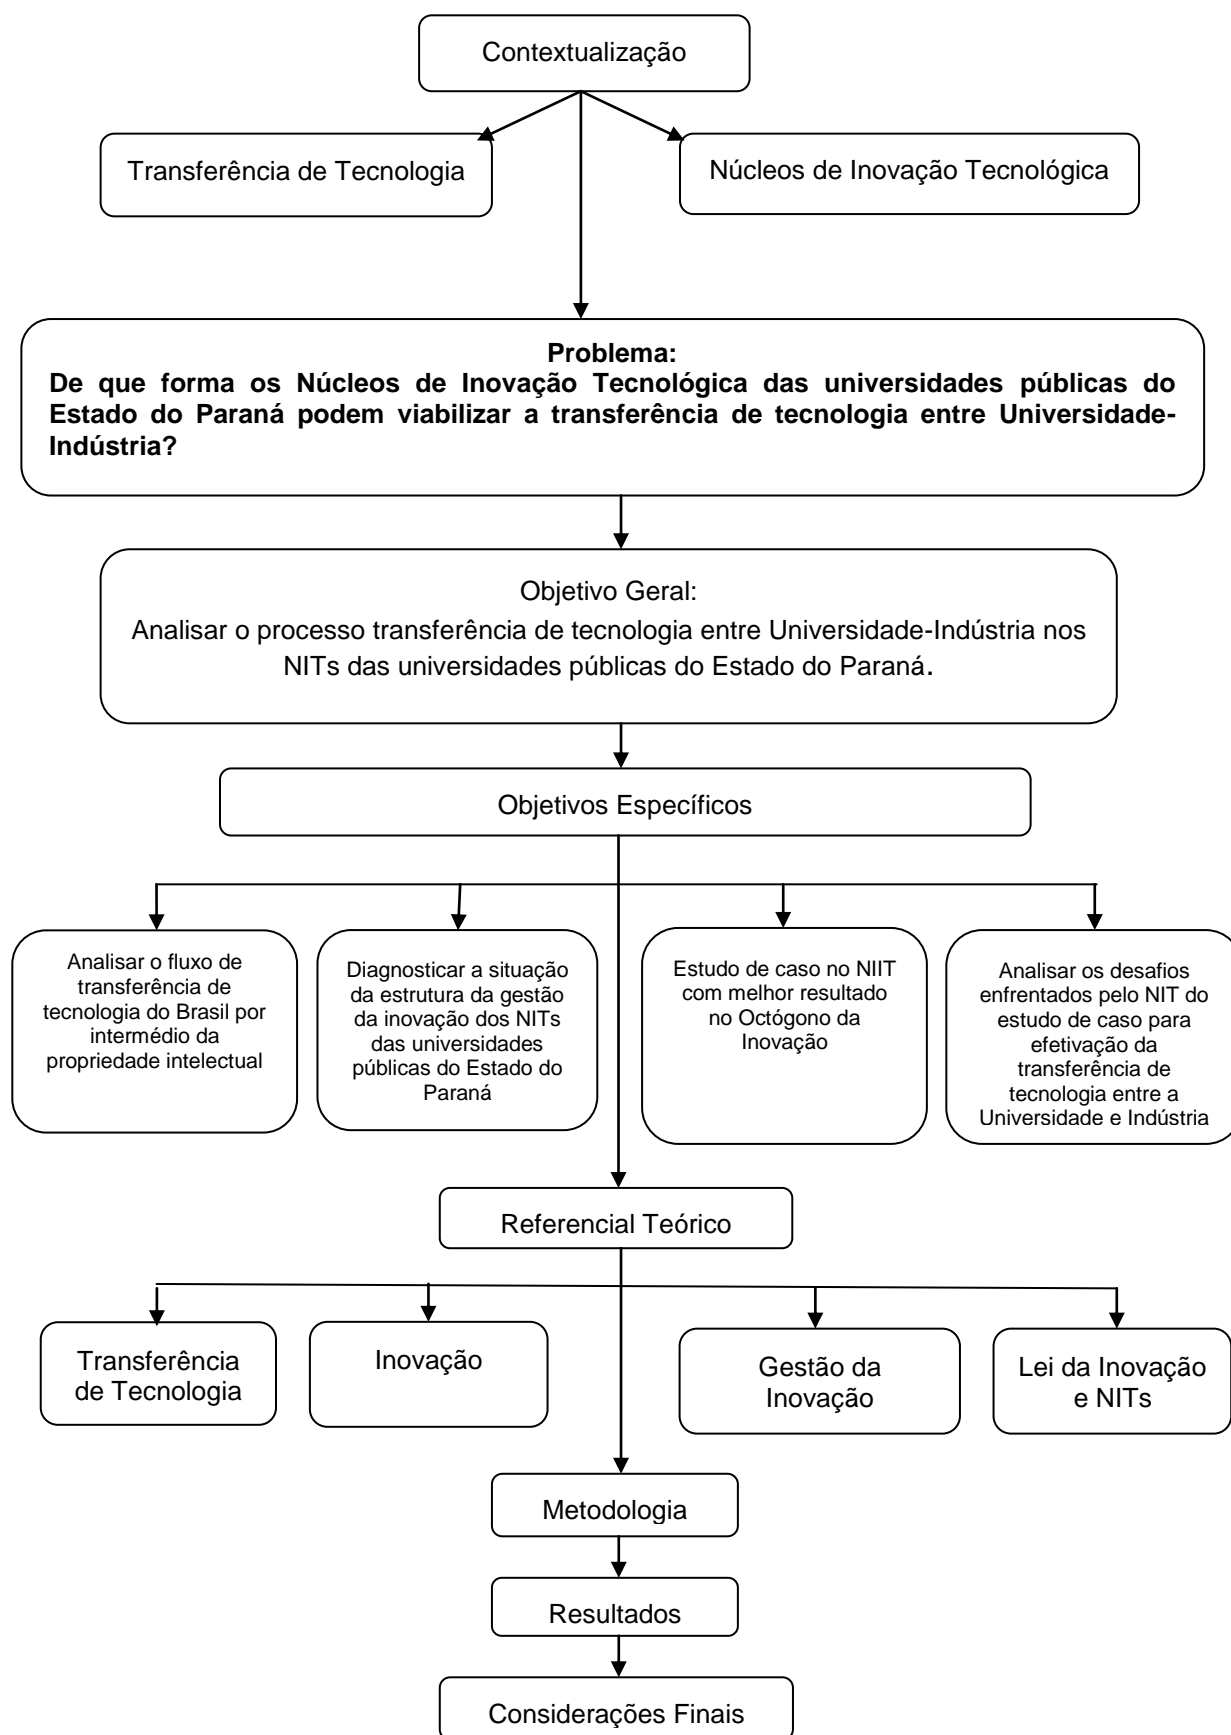 Contextualização
Transferência de Tecnologia
Núcleos de Inovação Tecnológica
Problema:
De que forma os Núcleos de Inovação Tecnológica das universidades públicas do
Estado do Paraná podem viabilizar a transferência de tecnologia entre Universidade-
Indústria?
Objetivo Geral:
Analisar o processo transferência de tecnologia entre Universidade-Indústria nos
NITs das universidades públicas do Estado do Paraná.
Objetivos Específicos
Analisar o fluxo de
transferência de
tecnologia do Brasil por
intermédio da
propriedade intelectual
Diagnosticar a situação
da estrutura da gestão
da inovação dos NITs
das universidades
públicas do Estado do
Paraná
Estudo de caso no NIIT
com melhor resultado
no Octógono da
Inovação
Analisar os desafios
enfrentados pelo NIT do
estudo de caso para
efetivação da
transferência de
tecnologia entre a
Universidade e Indústria
Referencial Teórico
Transferência
de Tecnologia
Inovação
Gestão da
Inovação
Lei da Inovação
e NITs
Metodologia
Resultados
Considerações Finais